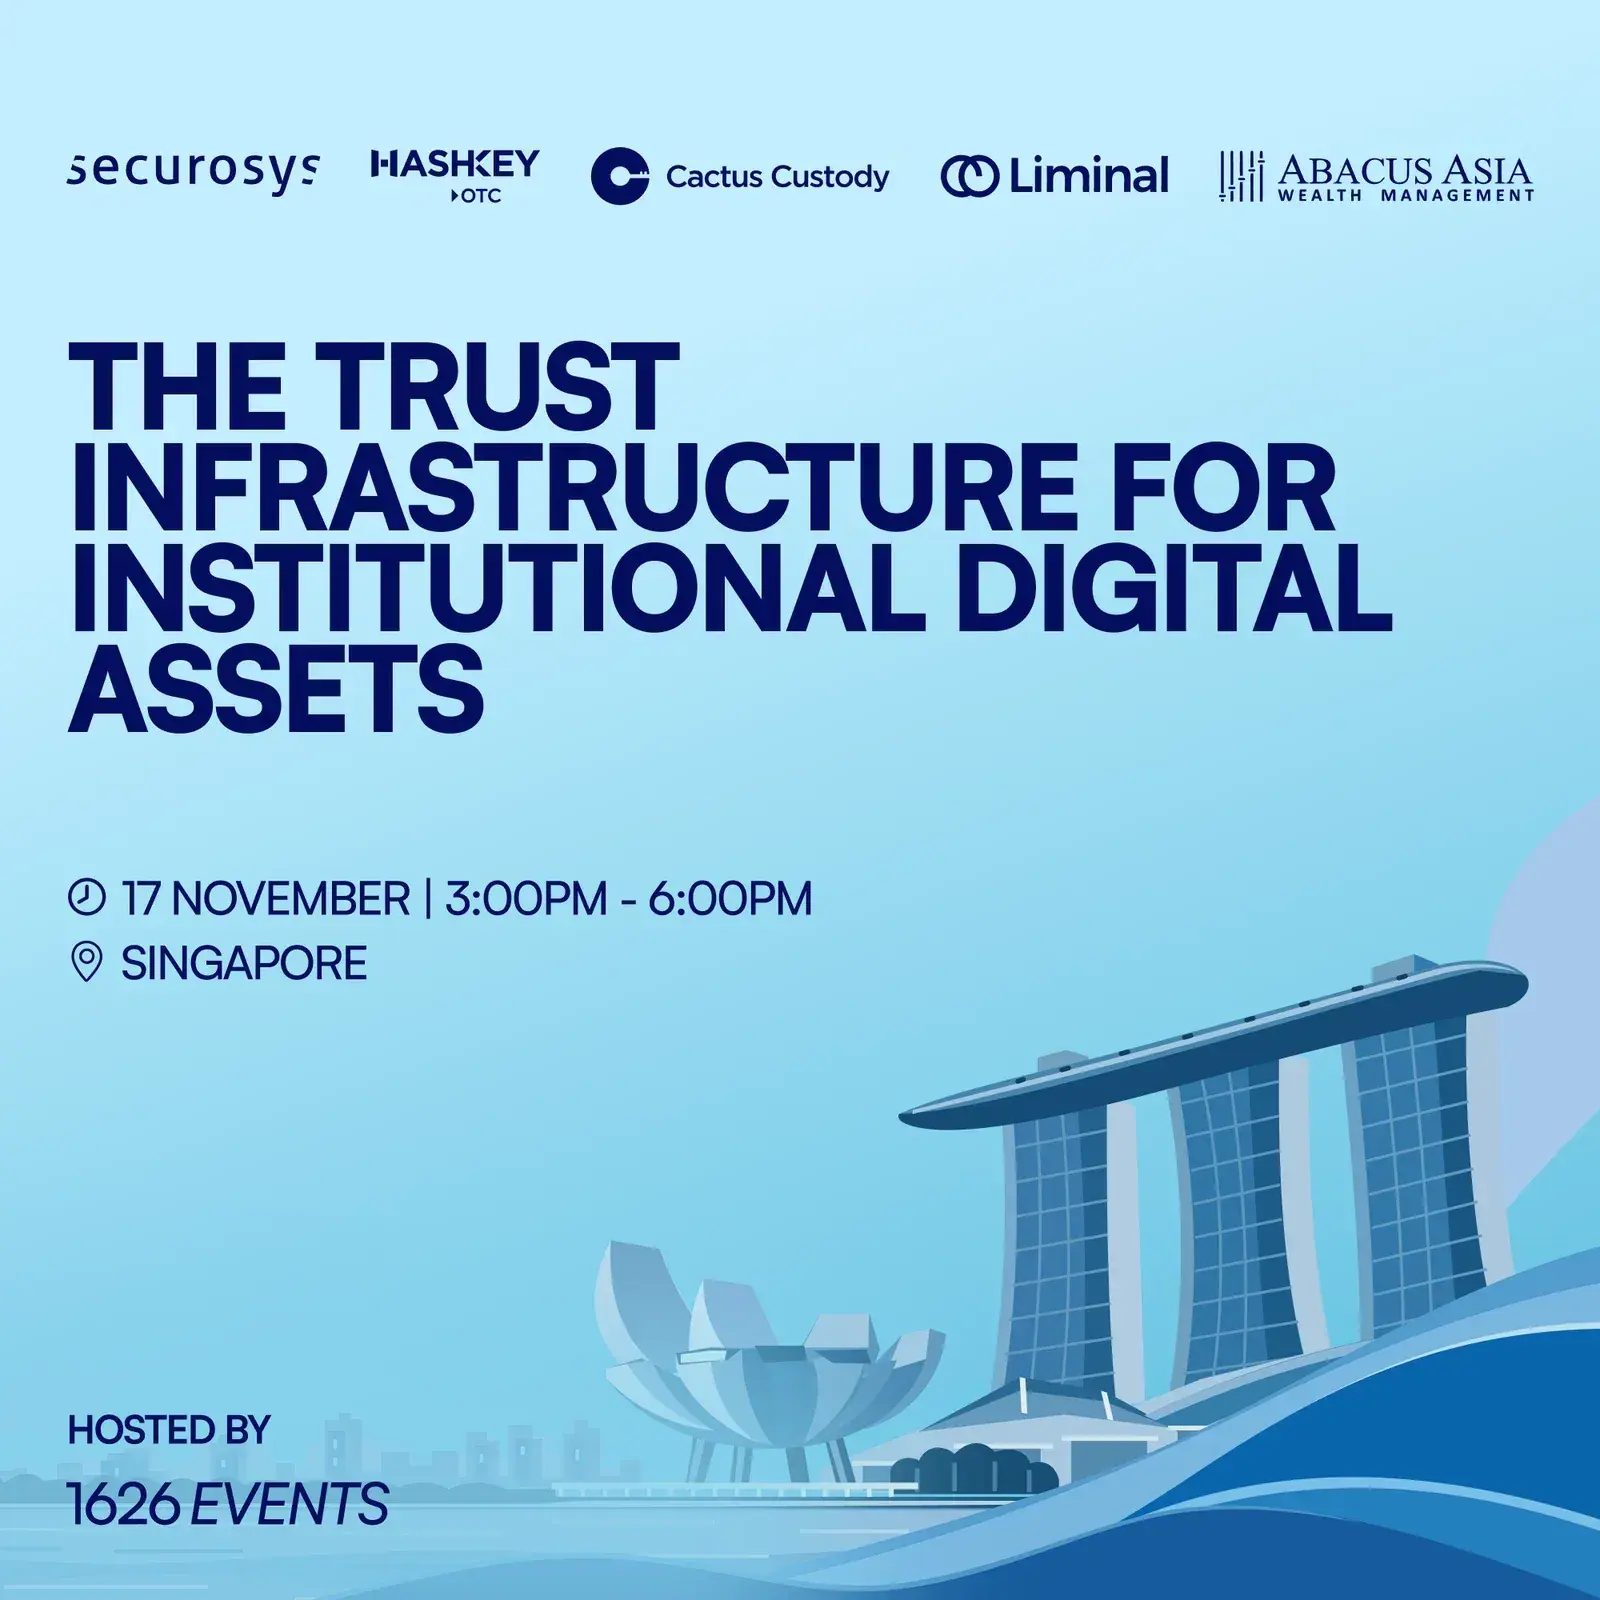 securosys
HASHKEY
OTC
Cactus Custody
Liminal
ABACUS ASIA
WEALTH MANAGEMENT
THE TRUST
INFRASTRUCTURE FOR
INSTITUTIONAL DIGITAL
ASSETS
17 NOVEMBER | 3:00PM - 6:00PM
SINGAPORE
HOSTED BY
1626 EVENTS